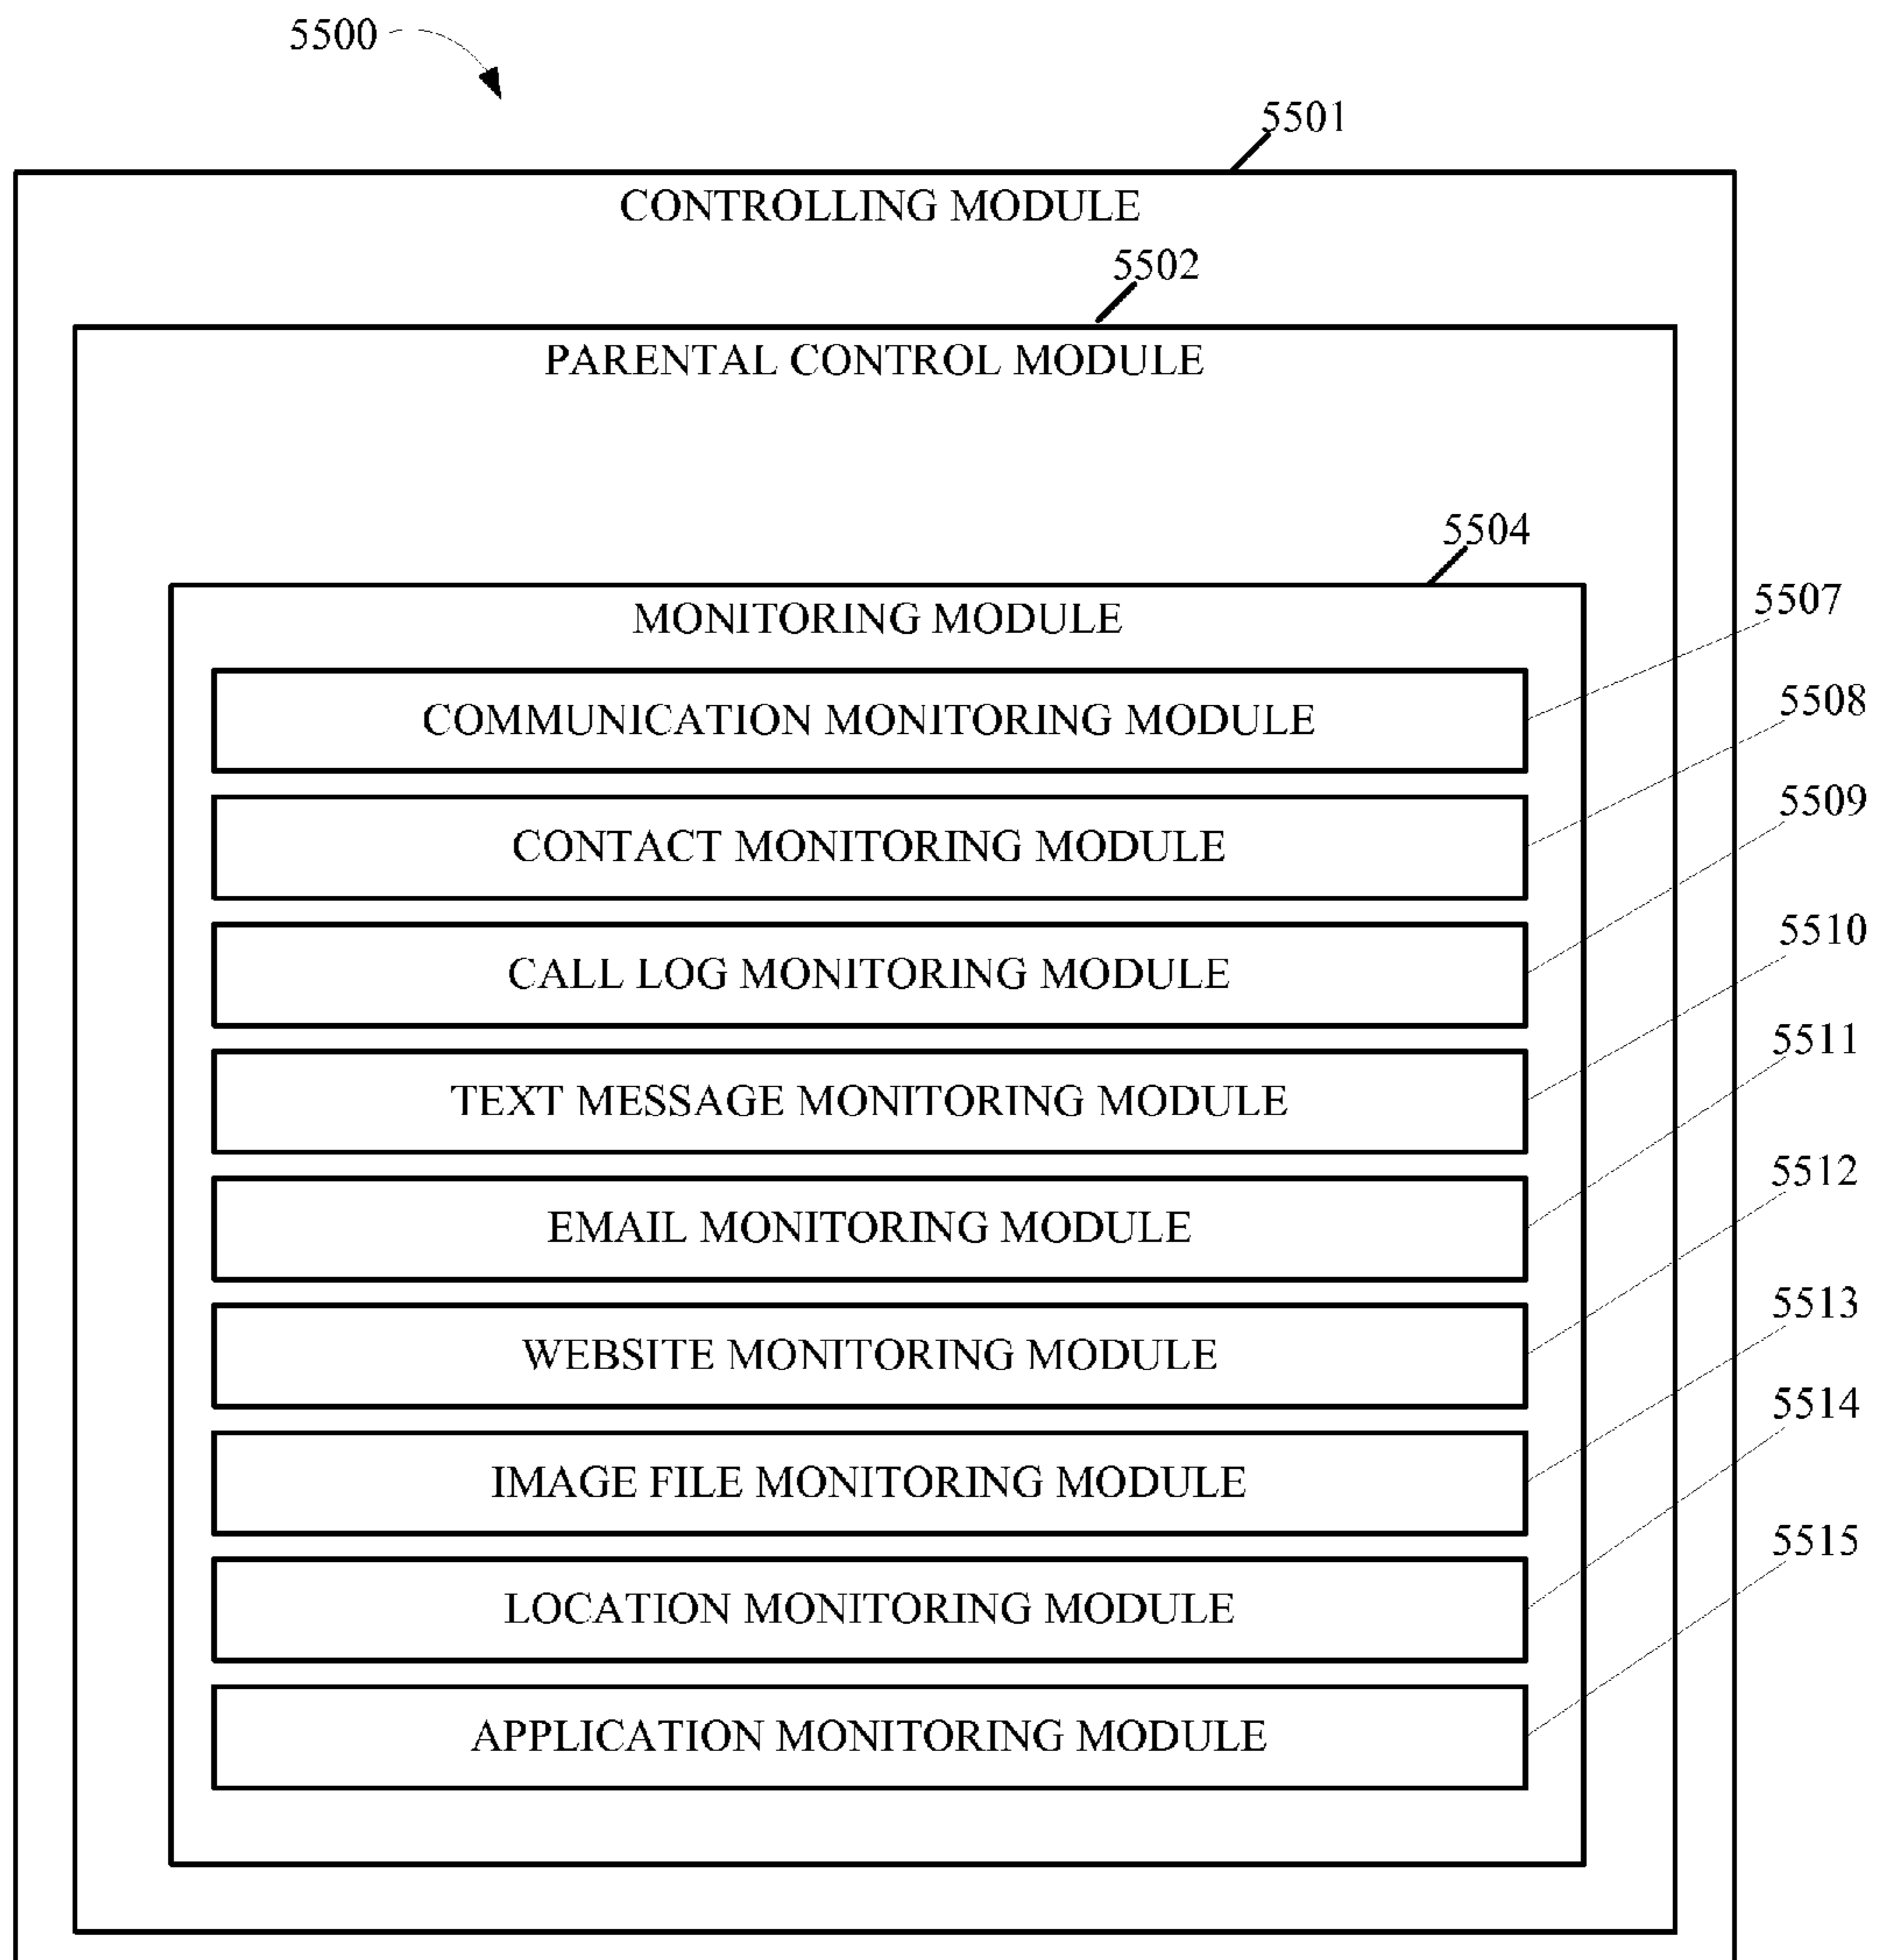 5500
5501
CONTROLLING MODULE
5502
PARENTAL CONTROL MODULE
5504
MONITORING MODULE
5507
COMMUNICATION MONITORING MODULE
5508
CONTACT MONITORING MODULE
5509
CALL LOG MONITORING MODULE
5510
TEXT MESSAGE MONITORING MODULE
5511
EMAIL MONITORING MODULE
5512
WEBSITE MONITORING MODULE
5513
IMAGE FILE MONITORING MODULE
5514
LOCATION MONITORING MODULE
5515
APPLICATION MONITORING MODULE